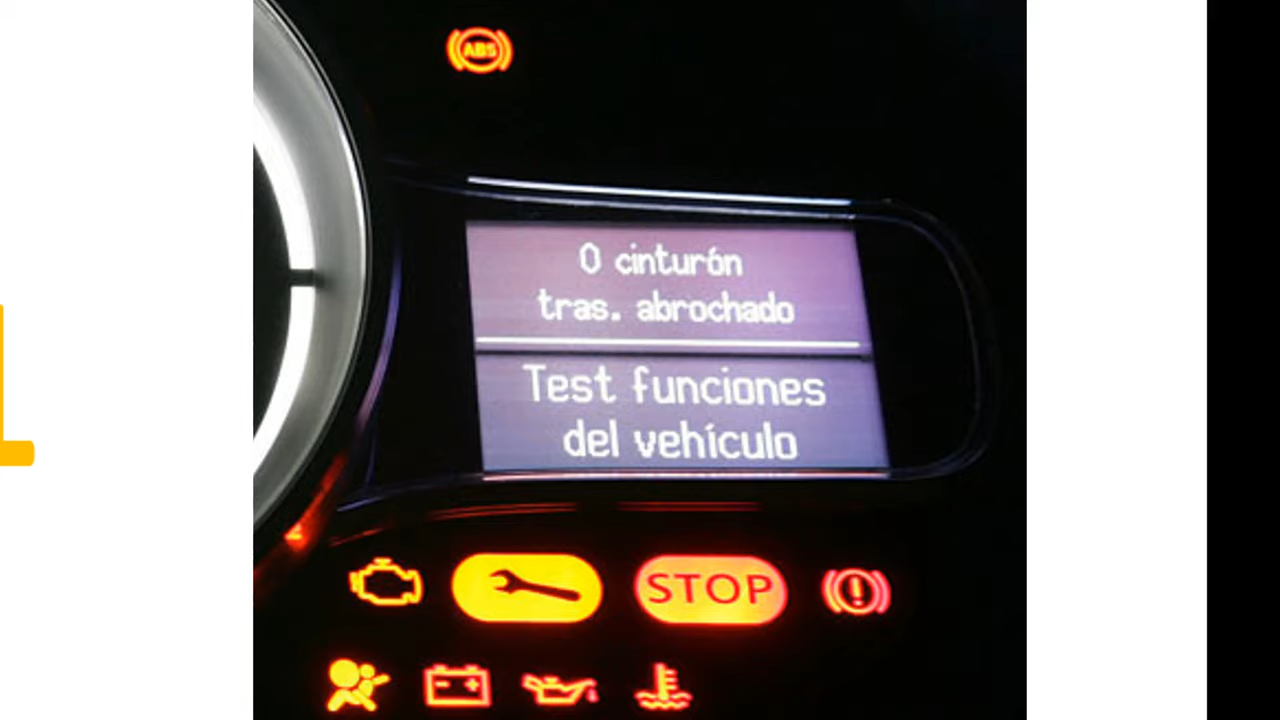 ABS
0 cinturón
tras. abrochado
Test funciones
del vehículo
STOP